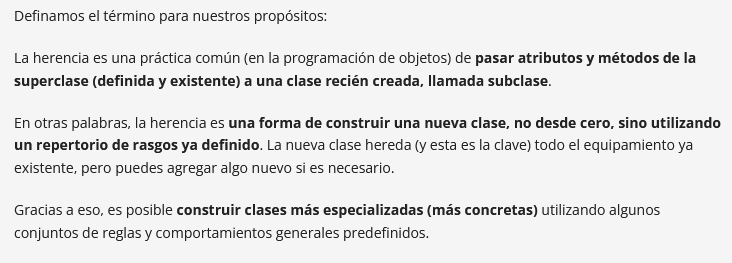 Definamos el término para nuestros propósitos:
La herencia es una práctica común (en la programación de objetos) de pasar atributos y métodos de la
superclase (definida y existente) a una clase recién creada, llamada subclase.
En otras palabras, la herencia es una forma de construir una nueva clase, no desde cero, sino utilizando
un repertorio de rasgos ya definido. La nueva clase hereda (y esta es la clave) todo el equipamiento ya
existente, pero puedes agregar algo nuevo si es necesario.
Gracias a eso, es posible construir clases más especializadas (más concretas) utilizando algunos
conjuntos de reglas y comportamientos generales predefinidos.